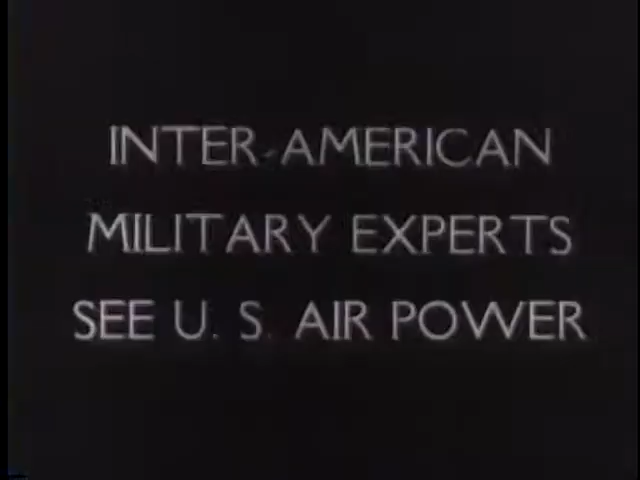 INTER-AMERICAN
MILITARY EXPERTS
SEE U. S. AIR POWER